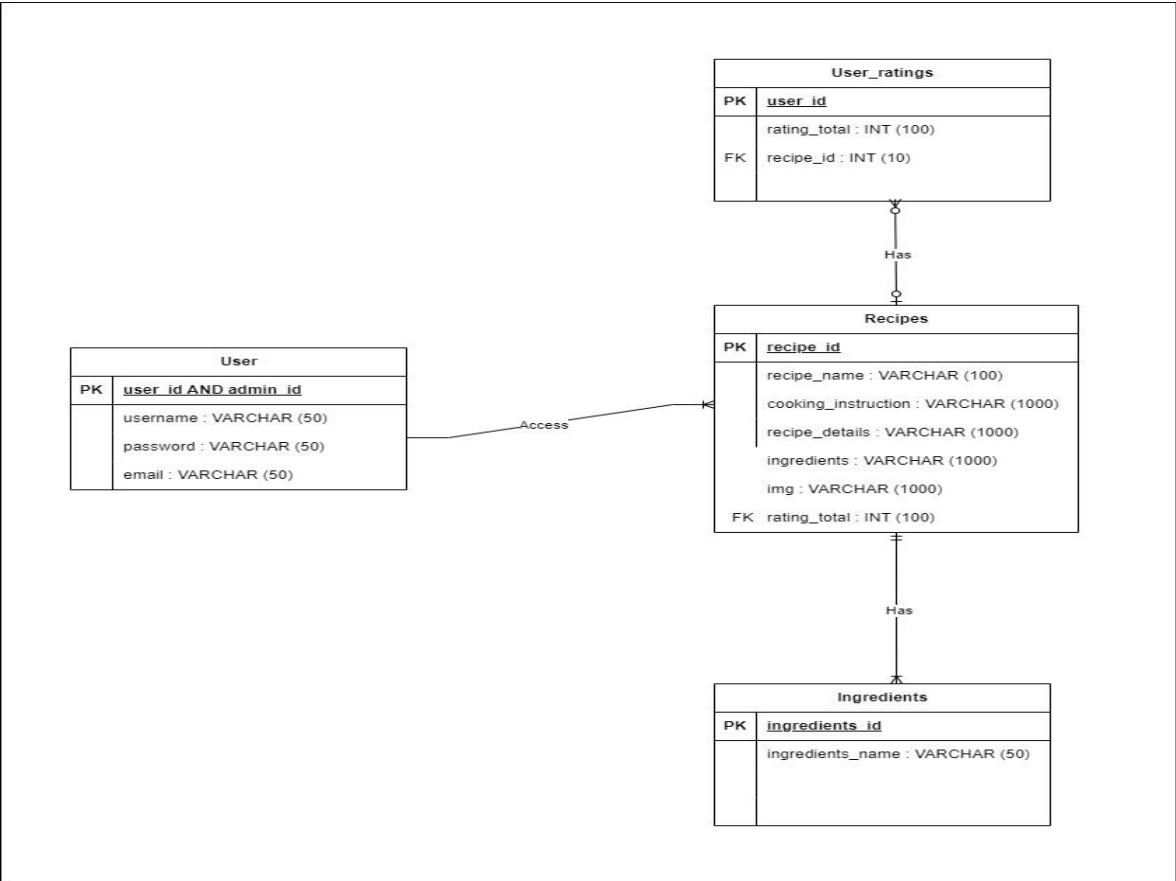 User_ratings
PK user_id
rating_total : INT (100)
FK recipe_id : INT (10)
Has
Recipes
PK recipe_id
recipe_name : VARCHAR (100)
cooking_instruction : VARCHAR (1000)
recipe_details : VARCHAR (1000)
ingredients : VARCHAR (1000)
img : VARCHAR (1000)
FK rating_total : INT (100)
User
PK user_id AND admin_id
username : VARCHAR (50)
password : VARCHAR (50)
email : VARCHAR (50)
Access
Has
Ingredients
PK ingredients_id
ingredients_name : VARCHAR (50)